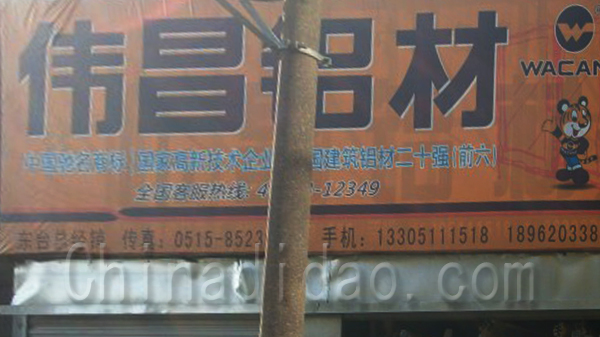 伟昌铝材
WACAN
中国驰名商标 国家高新技术企业 国建筑铝材二十强(前六)
全国客服热线: 4 -12349
东台总经销 传真: 0515-8523 手机: 13305111518 189620338
Chinadidao.com